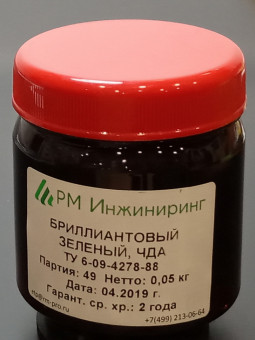 РМ Инжиниринг
БРИЛЛИАНТОВЫЙ
ЗЕЛЕНЫЙ, ЧДА
ТУ 6-09-4278-88
Партия: 49 Нетто: 0,05 кг
Дата: 04.2019 г.
Гарант. ср. хр.: 2 года
+7(499) 213-06-64